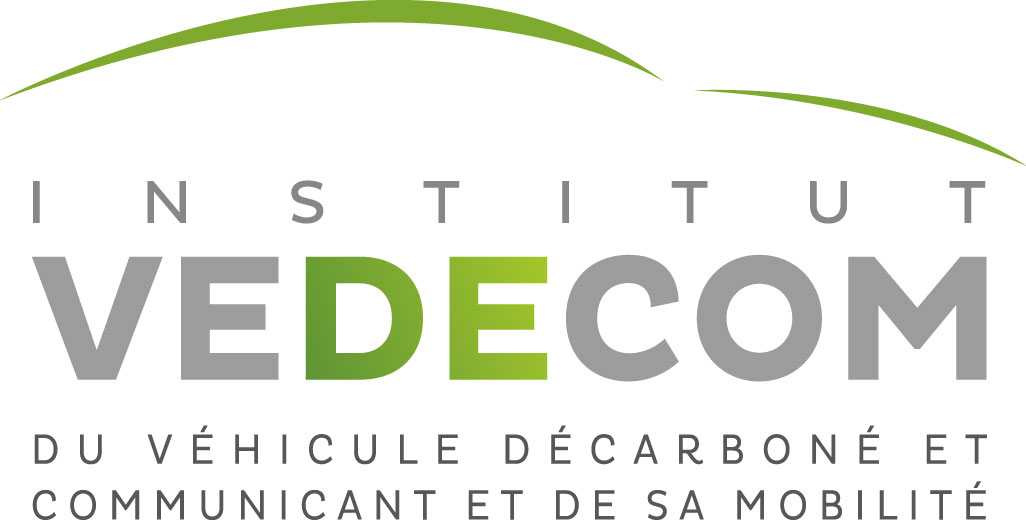 INSTITUT
VEDECOM
DU VÉHICULE DÉCARBONÉ ET
COMMUNICANT ET DE SA MOBILITÉ